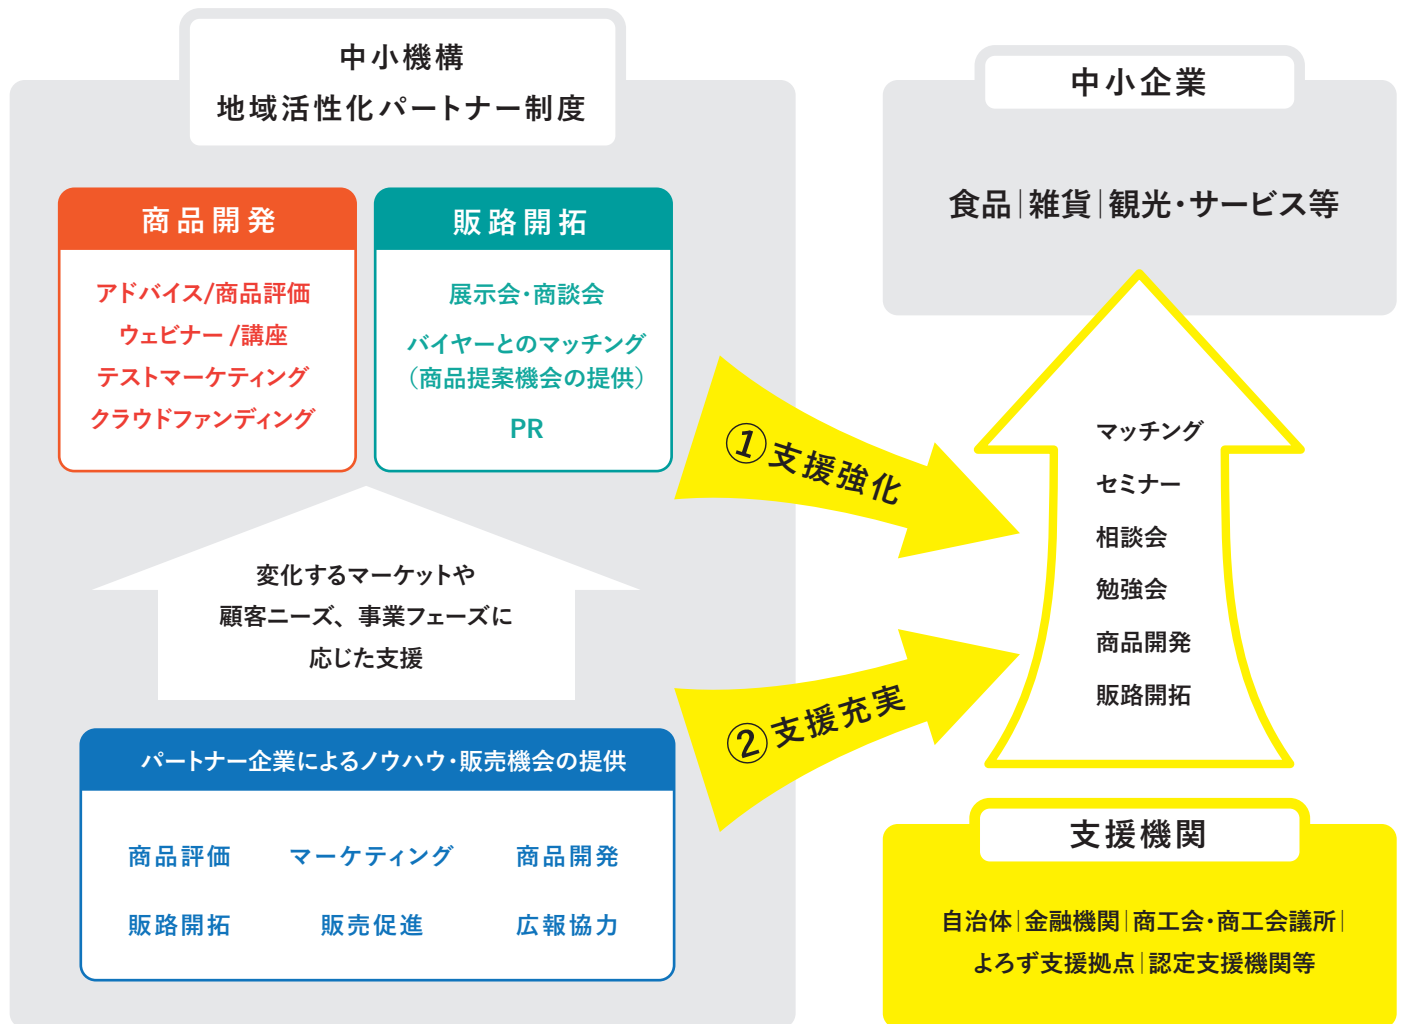 中小機構
地域活性化パートナー制度
商品開発
アドバイス/商品評価
ウェビナー /講座
テストマーケティング
クラウドファンディング
販路開拓
展示会・商談会
バイヤーとのマッチング
（商品提案機会の提供）
PR
変化するマーケットや
顧客ニーズ、事業フェーズに
応じた支援
パートナー企業によるノウハウ・販売機会の提供
商品評価 マーケティング 商品開発
販路開拓 販売促進 広報協力
①支援強化
②支援充実
中小企業
食品|雑貨|観光・サービス等
マッチング
セミナー
相談会
勉強会
商品開発
販路開拓
支援機関
自治体|金融機関|商工会・商工会議所|
よろず支援拠点|認定支援機関等